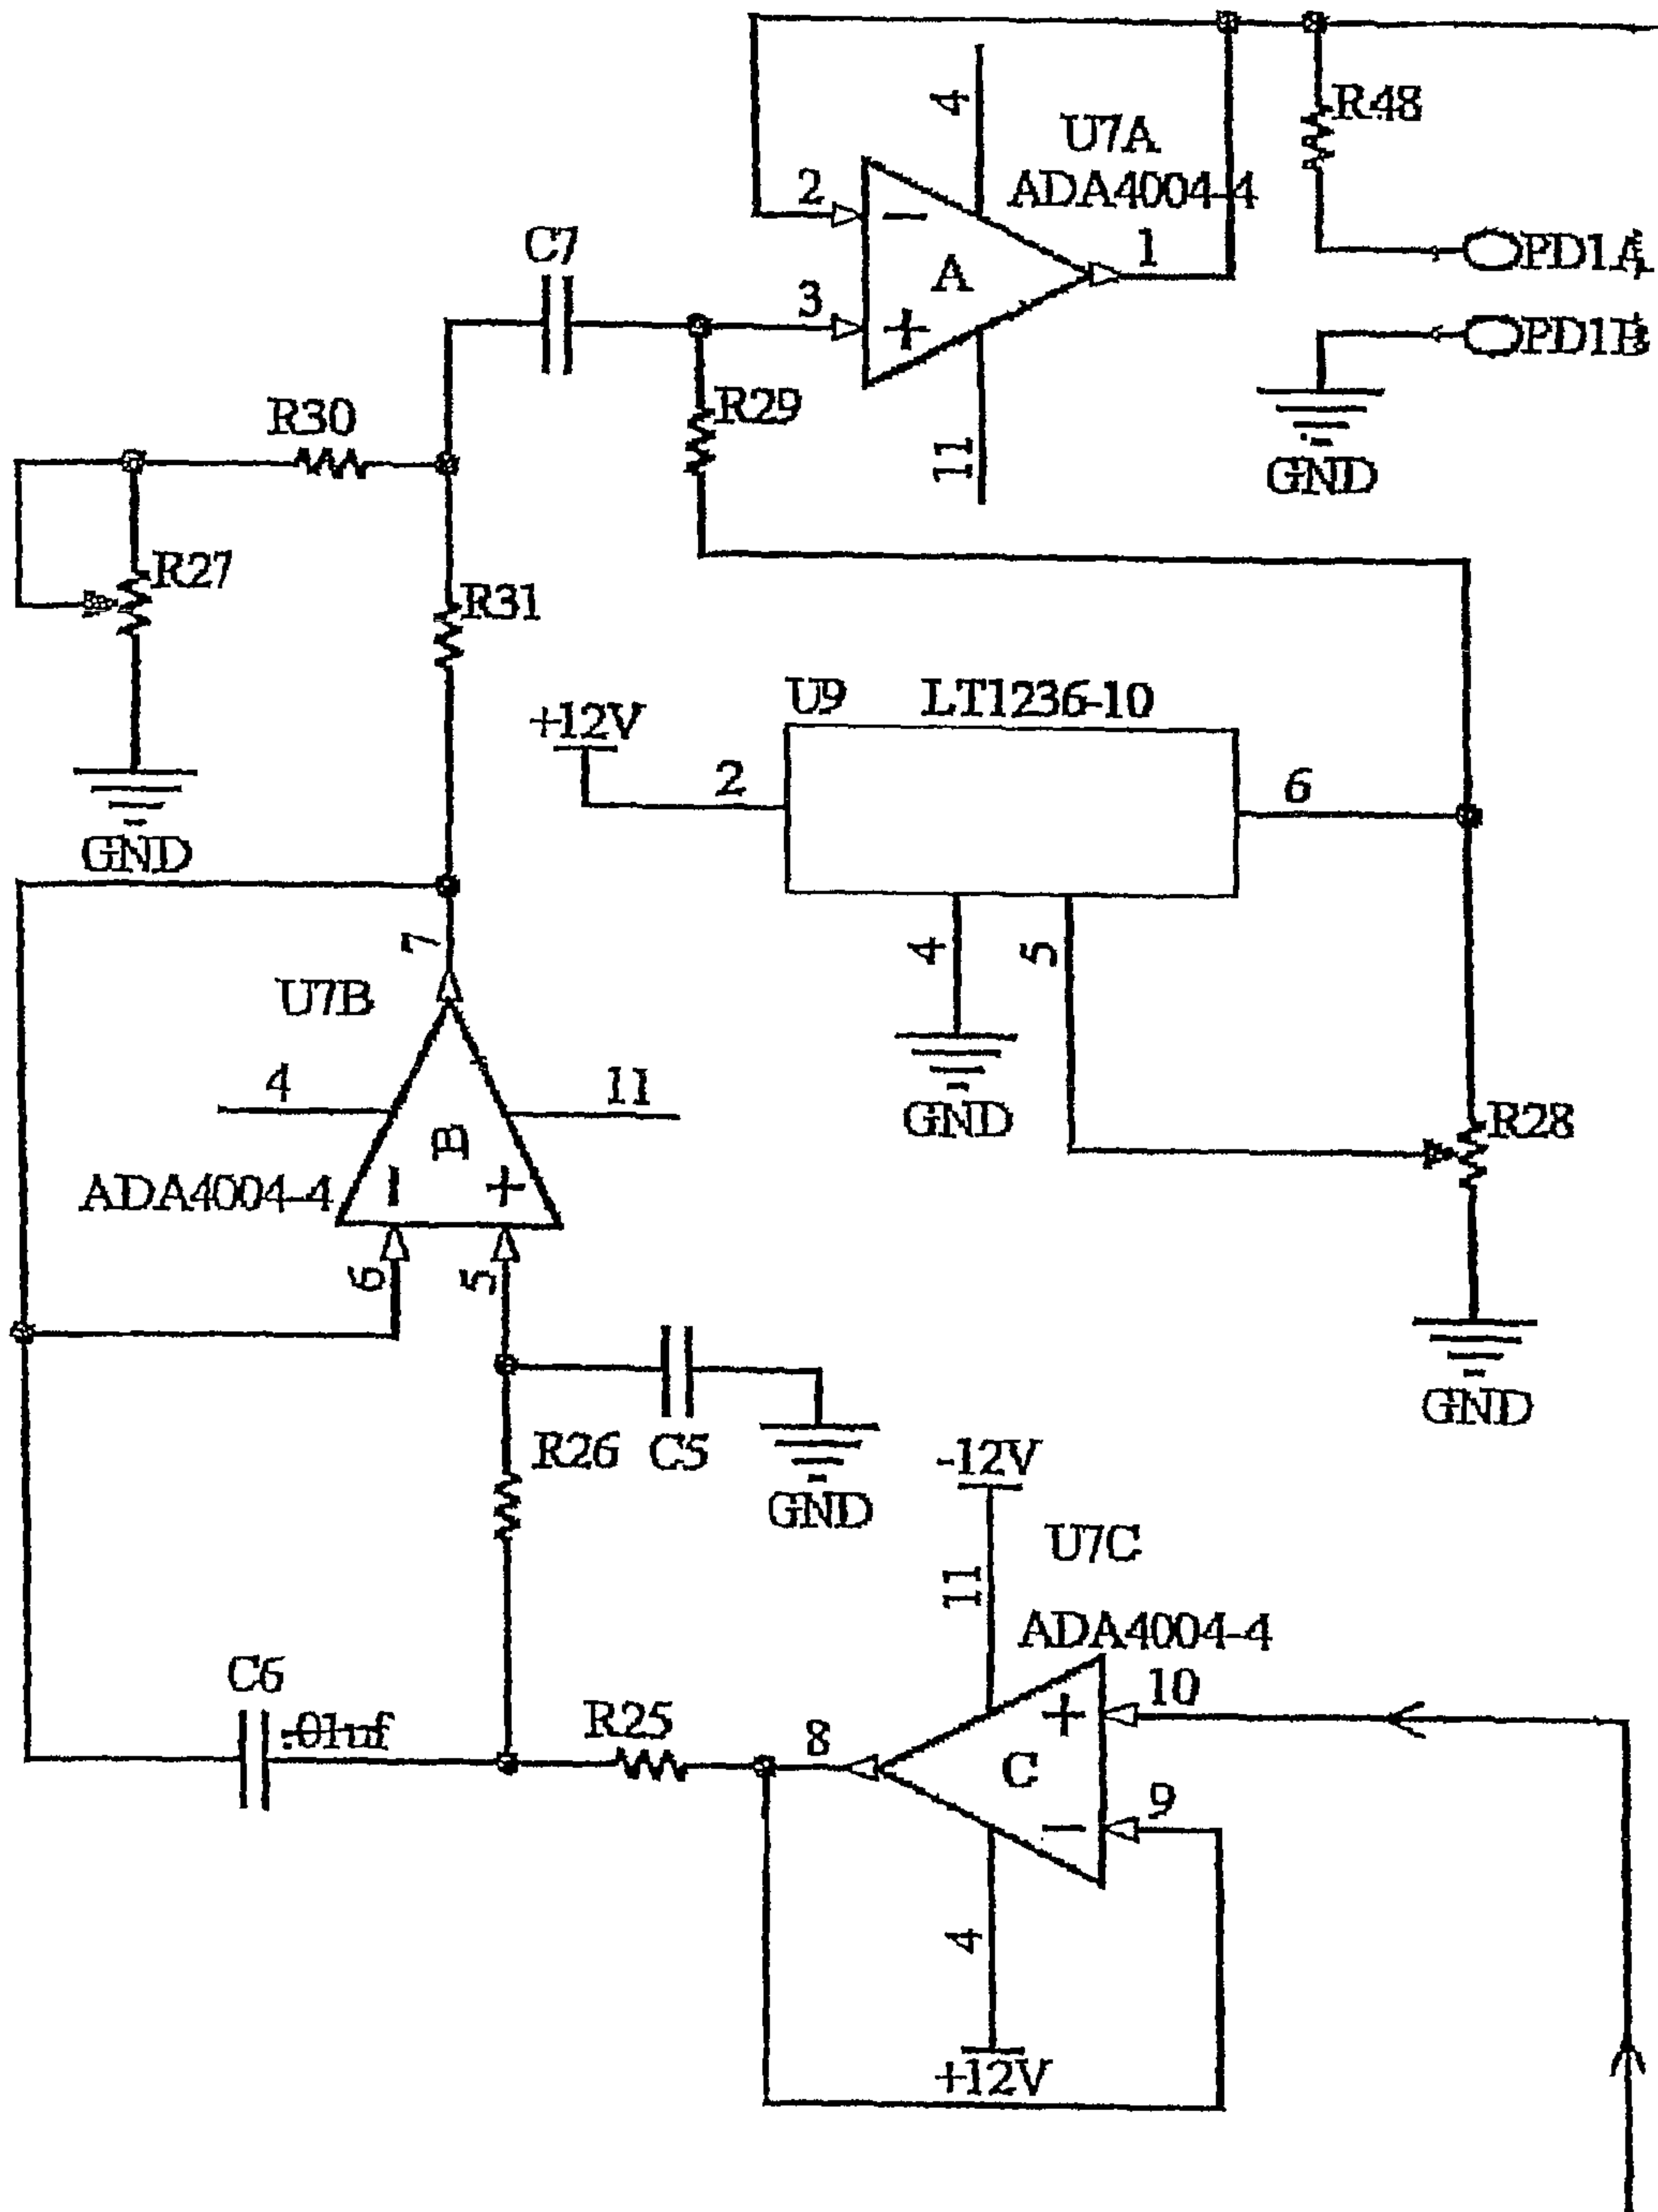 R48
4
U7A
ADA4004-4
2
C7
1
PD1A
A
3
PD1B
R30
R29
11
GND
R27
R31
U9
LT1236-10
+12V
2
6
GND
7
4
5
U7B
4
11
GND
R28
B
ADA4004-4
6
5
GND
R26
C5
-12V
GND
U7C
11
ADA4004-4
C6
10
.01uf
R25
8
C
9
4
+12V